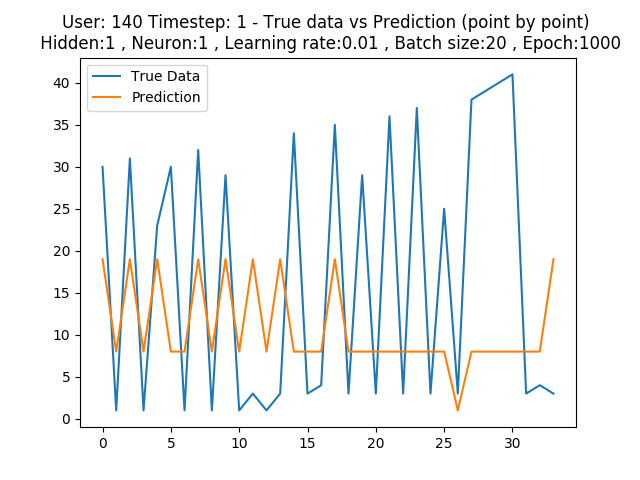 User: 140 Timestep: 1 - True data vs Prediction (point by point)
Hidden:1 , Neuron:1 , Learning rate:0.01 , Batch size:20 , Epoch:1000
True Data
Prediction
40
35
30
25
20
15
10
5
0
0 5 10 15 20 25 30